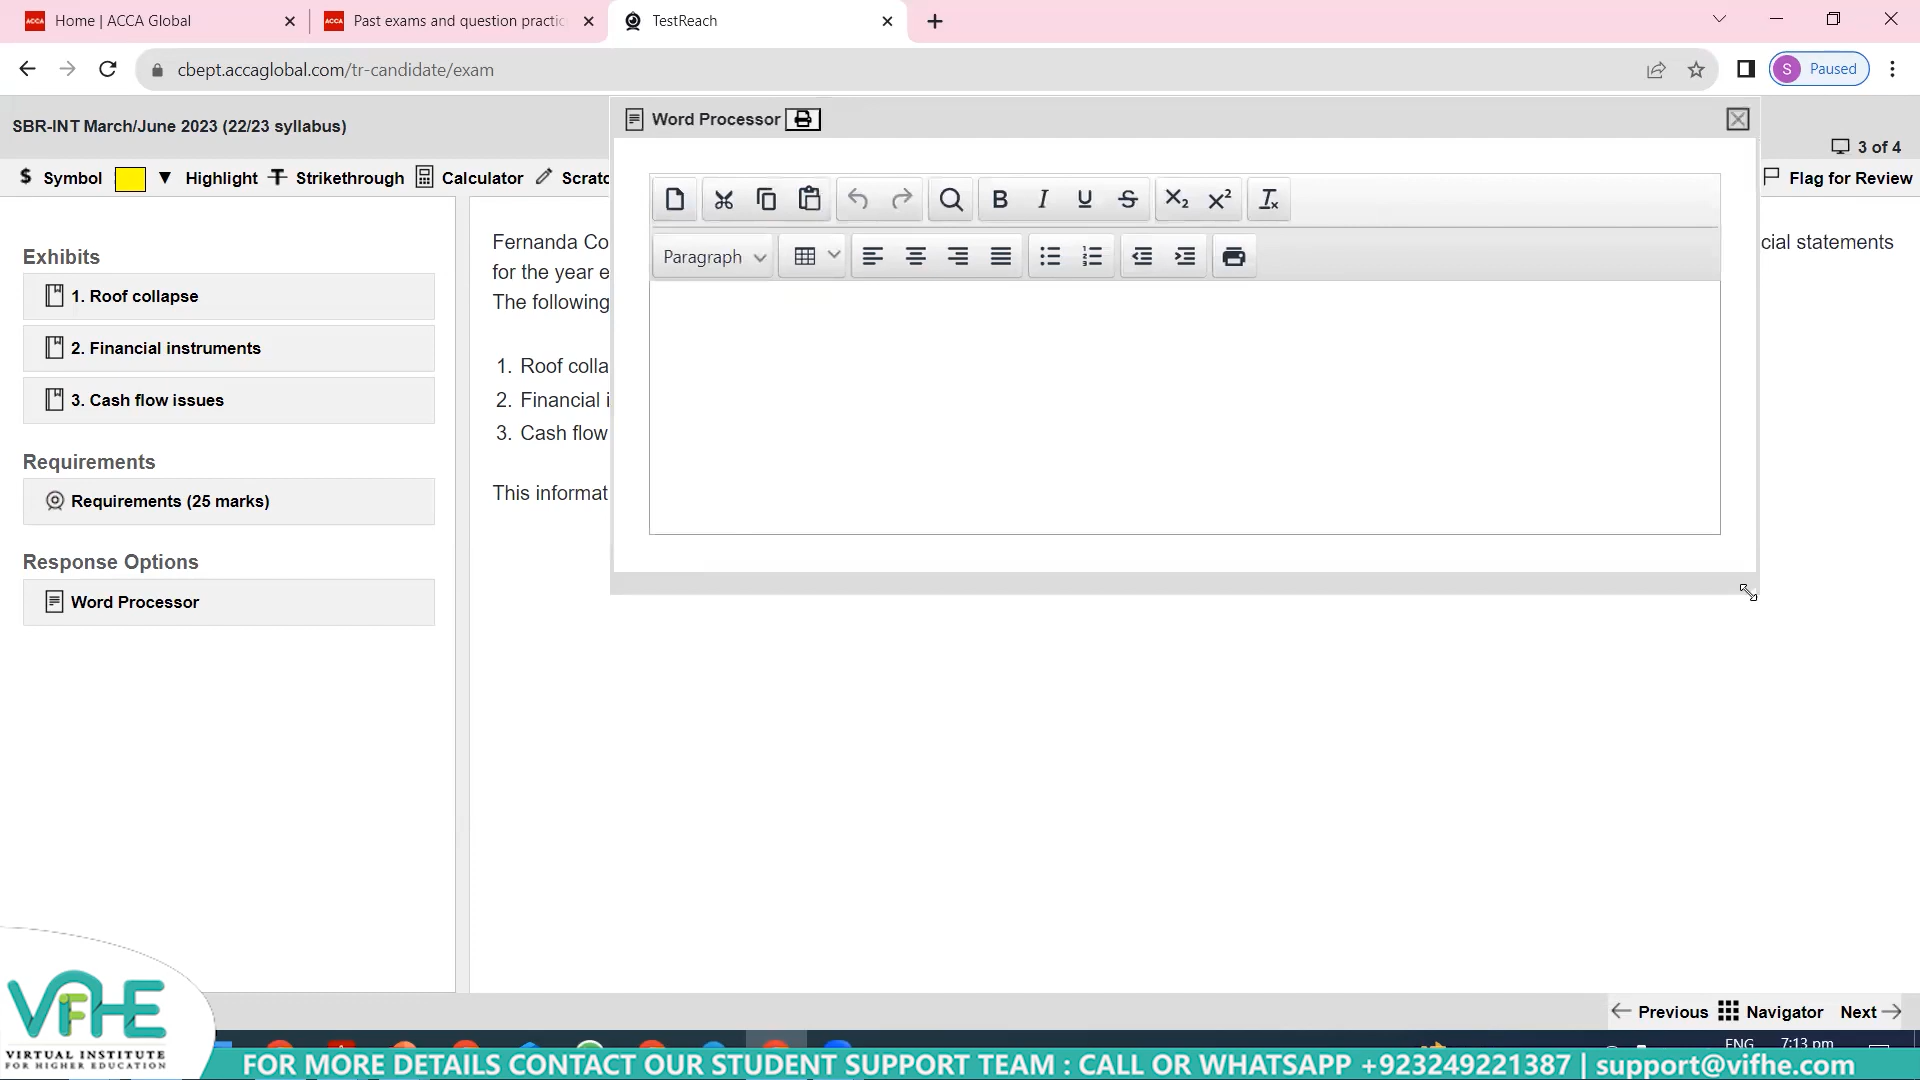 Home | ACCA Global
Past exams and question practic
TestReach
cbept.accaglobal.com/tr-candidate/exam
S Paused
SBR-INT March/June 2023 (22/23 syllabus)
Word Processor
3 of 4
$ Symbol
Highlight
Strikethrough
Calculator
Scratc
Flag for Review
Exhibits
1. Roof collapse
2. Financial instruments
3. Cash flow issues
Requirements
Requirements (25 marks)
Response Options
Word Processor
Fernanda Co
cial statements
for the year e
The following
1. Roof colla
2. Financial i
3. Cash flow
This informat
Paragraph
Previous
Navigator
Next
ENG
7:13 pm
VIFHE
VIRTUAL INSTITUTE
FOR HIGHER EDUCATION
FOR MORE DETAILS CONTACT OUR STUDENT SUPPORT TEAM : CALL OR WHATSAPP +923249221387 | support@vifhe.com